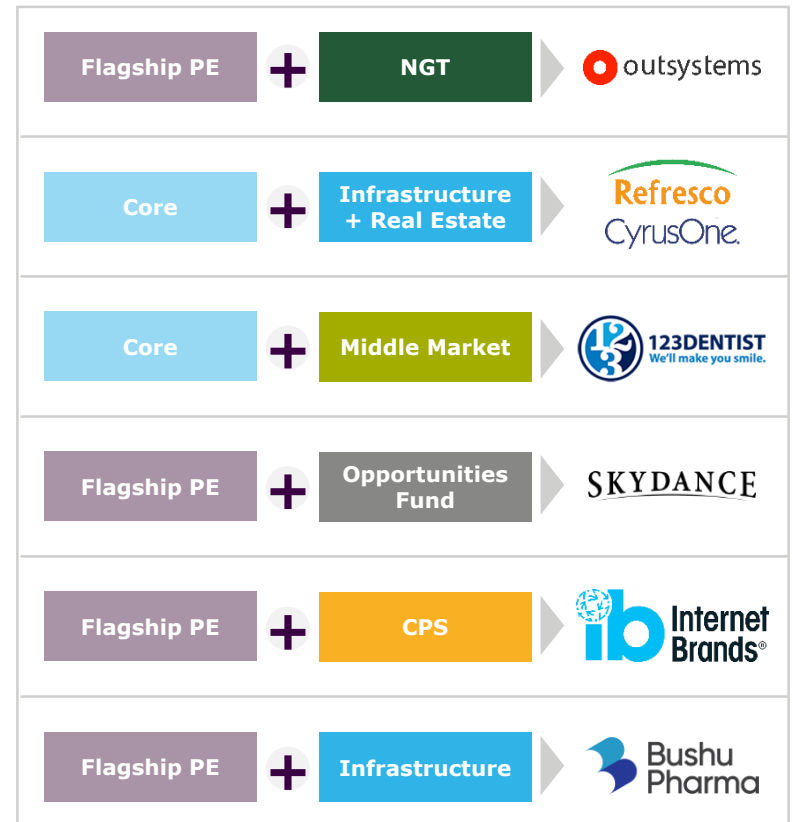 Flagship PE + NGT outsystems
Core + Infrastructure
+ Real Estate Refresco
CyrusOne.
Core + Middle Market 123 123DENTIST
We'll make you smile.
Flagship PE + Opportunities
Fund SKYDANCE
Flagship PE + CPS ib Internet
Brands®
Flagship PE + Infrastructure Bushu
Pharma